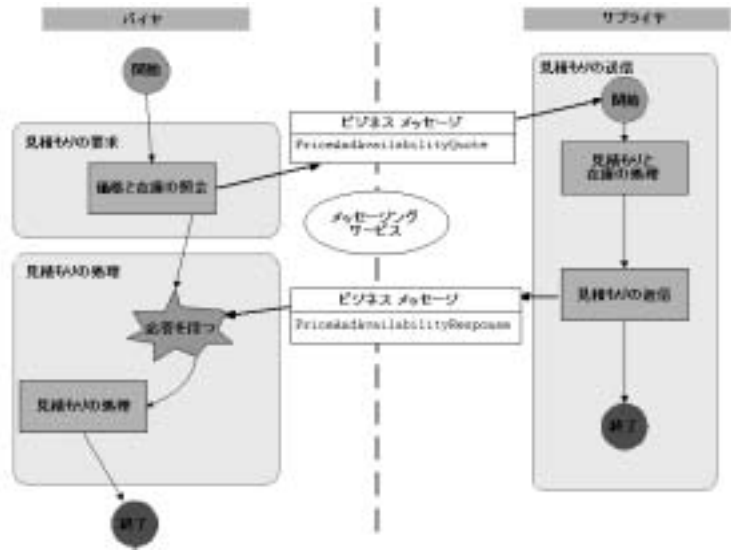 バイヤ
サプライヤ
開始
見積もりの要求
価格と在庫の照会
ビジネス メッセージ
PriceAndAvailabilityQuote
見積もりの送信
開始
見積もりと
在庫の処理
メッセージング
サービス
見積もりの処理
応答を待つ
ビジネス メッセージ
PriceAndAvailabilityResponse
見積もりの返信
見積もりの処理
終了
終了